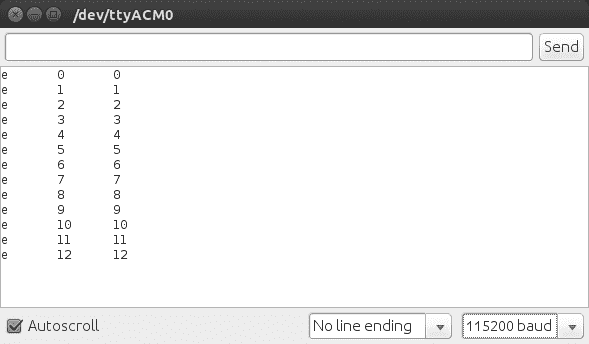 /dev/ttyACM0
Send
e 0 0
e 1 1
e 2 2
e 3 3
e 4 4
e 5 5
e 6 6
e 7 7
e 8 8
e 9 9
e 10 10
e 11 11
e 12 12
Autoscroll No line ending 115200 baud